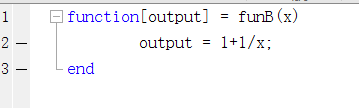 1 function[output] = funB(x)
2 — output = 1+1/x;
3 — end